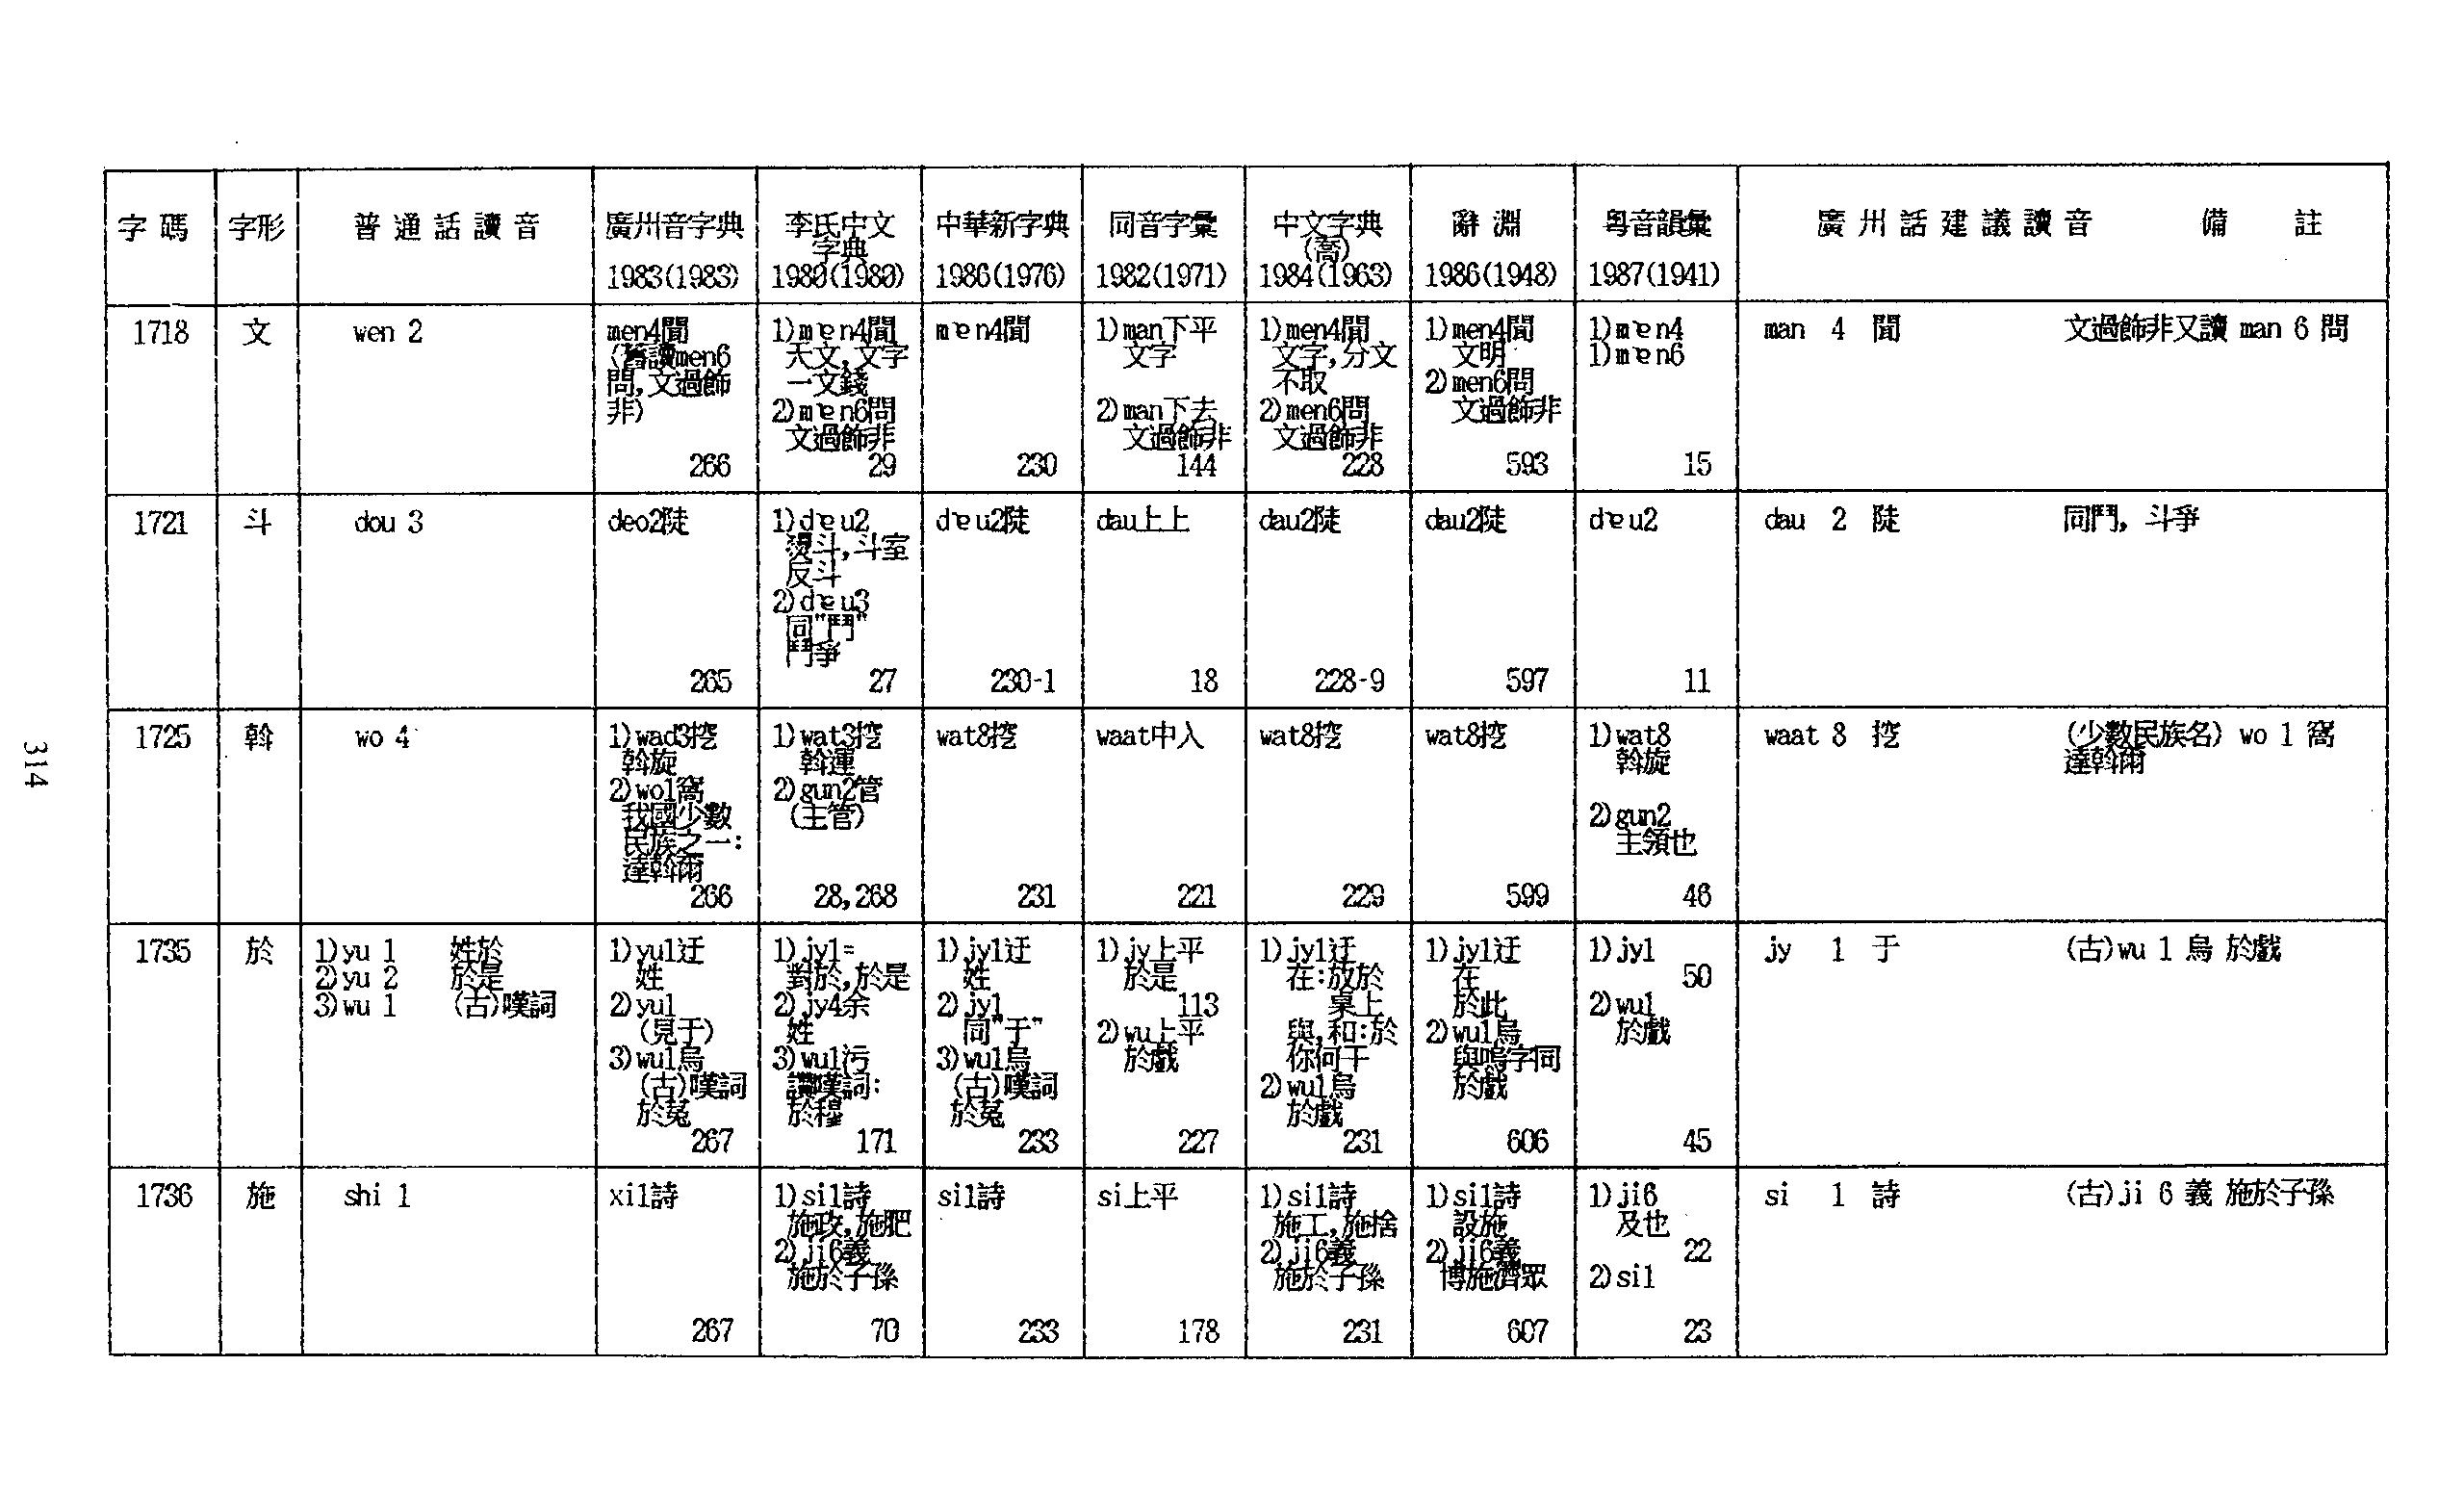 字 碼 字形 普 通 話 讀 音 廣州音字典 李氏中文 中華新字典 同音字彙 中文字典 辭 淵 粵音韻彙 廣 州 話 建 議 讀 音 備 註
字典 (喬)
1983(1983) 1980(1980) 1986(1976) 1982(1971) 1984(1963) 1986(1948) 1987(1941)
1718 文 wen 2 men4聞 1)mɐn4聞 mɐn4聞 1)man下平 1)men4聞 1)men4聞 1)mɐn4 man 4 聞 文過飾非又讀 man 6 問
(舊讀men6 天文,文字 文字 文字,分文 文明 1)mɐn6
問,文過飾 一文錢 不取 2)men6問
非) 2)mɐn6問 2)man下去 2)men6問 文過飾非
文過飾非 文過飾非 文過飾非
266 29 230 144 228 593 15
1721 斗 dou 3 deo2陡 1)dɐu2 dɐu2陡 dau上上 dau2陡 dau2陡 dɐu2 dau 2 陡 同鬥, 斗爭
熨斗,斗室
反斗
2)dɐu3
同"鬥"
鬥爭
265 27 230-1 18 228-9 597 11
1725 斡 wo 4 1)wad3挖 1)wat3挖 wat8挖 waat中入 wat8挖 wat8挖 1)wat8 waat 8 挖 (少數民族名) wo 1 窩
斡旋 斡運 斡旋 達斡爾
2)wo1窩 2)gun2管
我國少數 (主管) 2)gun2
民族之一: 主領也
達斡爾
266 28,268 231 221 229 599 46
1735 於 1)yu 1 姓於 1)yu1迂 1)jy1= 1)jy1迂 1)jy上平 1)jy1迂 1)jy1迂 1)jy1 jy 1 于 (古)wu 1 烏 於戲
2)yu 2 於是 姓 對於,於是 姓 於是 在:放於 在 50
3)wu 1 (古)嘆詞 2)yu1 2)jy4余 2)jy1 113 桌上 於此 2)wu1
(見于) 姓 同"于" 2)wu上平 與,和:於 2)wu1烏 於戲
3)wu1烏 3)wu1污 3)wu1烏 於戲 你何干 與嗚字同
(古)嘆詞 讚嘆詞: (古)嘆詞 2)wu1烏 於戲
於菟 於穆 於菟 於戲
267 171 233 227 231 606 45
1736 施 shi 1 xi1詩 1)si1詩 si1詩 si上平 1)si1詩 1)si1詩 1)ji6 si 1 詩 (古)ji 6 義 施於子孫
施政,施肥 施工,施捨 設施 及也
2)ji6義 2)ji6義 2)ji6義 22
施於子孫 施於子孫 博施濟眾 2)si1
267 70 233 178 231 607 23
314